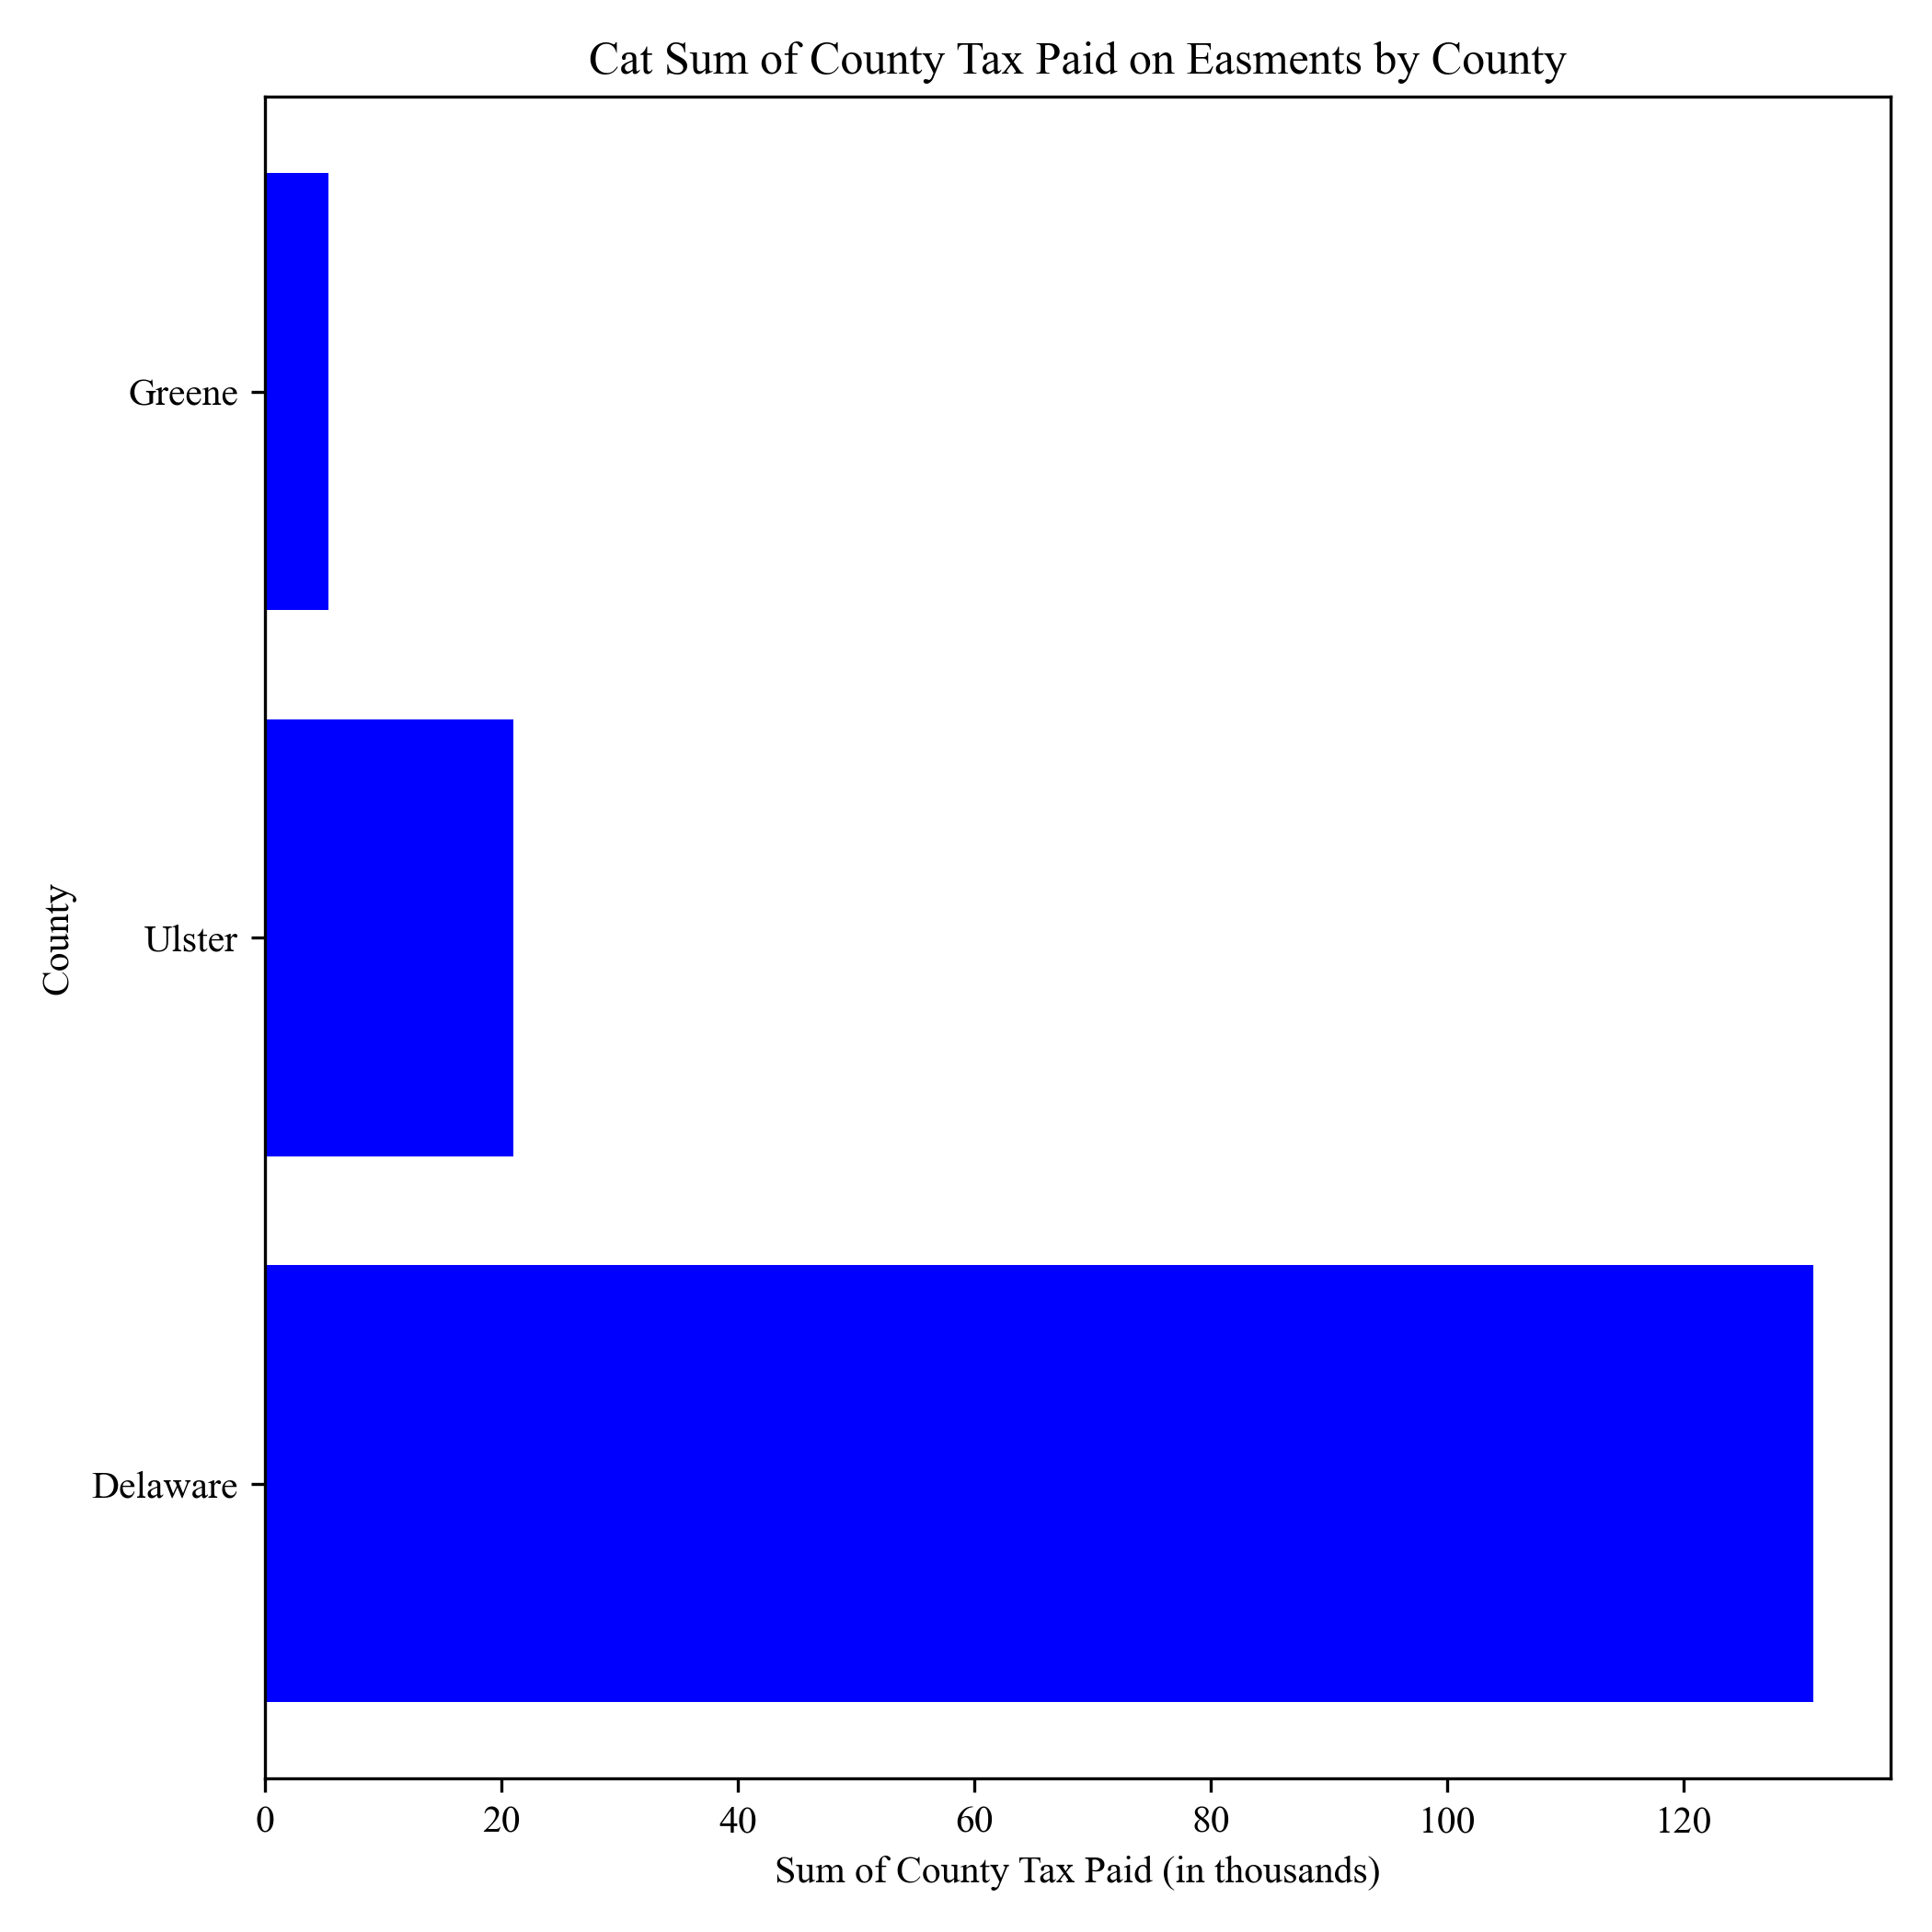 Cat Sum of County Tax Paid on Easments by County
Greene
Ulster
Delaware
County
0 20 40 60 80 100 120
Sum of County Tax Paid (in thousands)